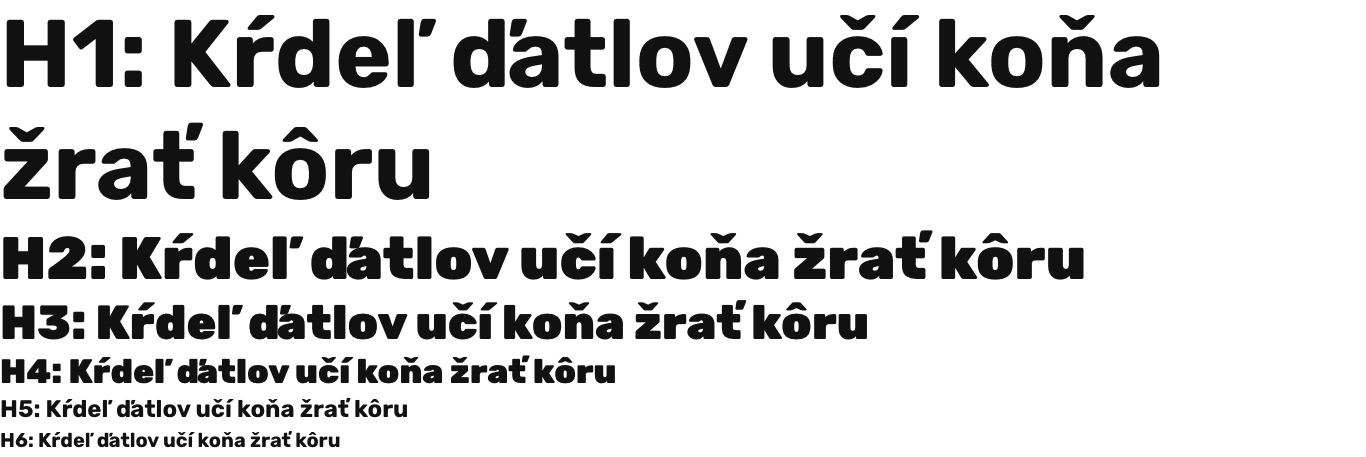 H1: Kŕdeľ ďatlov učí koňa
žrať kôru
H2: Kŕdeľ ďatlov učí koňa žrať kôru
H3: Kŕdeľ ďatlov učí koňa žrať kôru
H4: Kŕdeľ ďatlov učí koňa žrať kôru
H5: Kŕdeľ ďatlov učí koňa žrať kôru
H6: Kŕdeľ ďatlov učí koňa žrať kôru